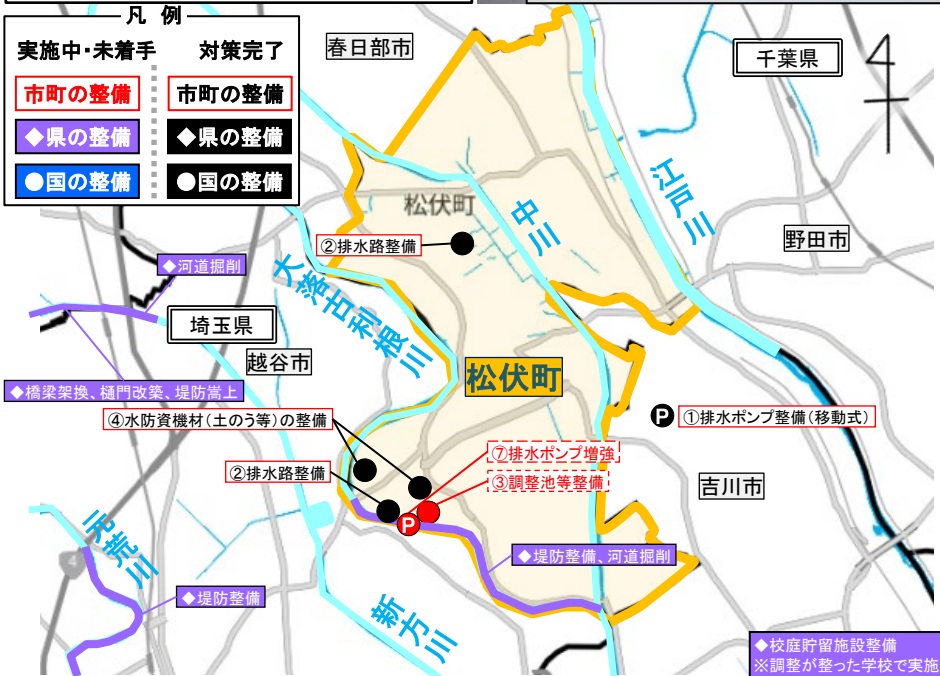 凡 例
実施中・未着手 対策完了
市町の整備 市町の整備
◆県の整備 ◆県の整備
●国の整備 ●国の整備
春日部市
千葉県
江戸川
中川
松伏町
②排水路整備
野田市
◆河道掘削
大落古利根川
埼玉県
越谷市
松伏町
◆橋梁架換、樋門改築、堤防嵩上
④水防資機材(土のう等)の整備
P ①排水ポンプ整備(移動式)
⑦排水ポンプ増強
②排水路整備
③調整池等整備
吉川市
P
元荒川
4
◆堤防整備、河道掘削
◆堤防整備
新方川
◆校庭貯留施設整備
※調整が整った学校で実施